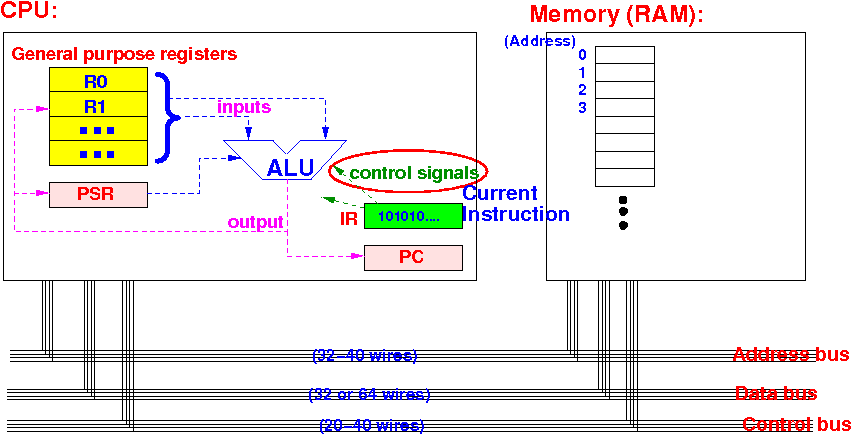 CPU:
Memory (RAM):
General purpose registers
(Address)
R0
R1
inputs
ALU
control signals
PSR
Current
Instruction
IR
101010....
output
PC
0
1
2
3
(32-40 wires)
Address bus
(32 or 64 wires)
Data bus
(20-40 wires)
Control bus